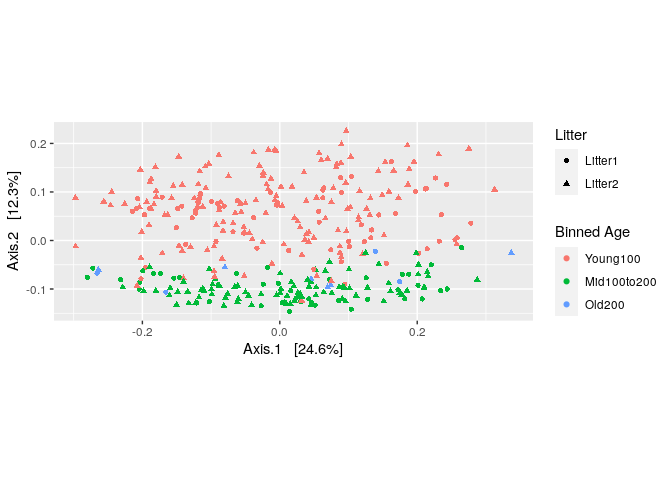 0.2
0.1
0.0
-0.1
Axis.2   [12.3%]
-0.2
0.0
0.2
Axis.1   [24.6%]
Litter
Litter1
Litter2
Binned Age
Young100
Mid100to200
Old200